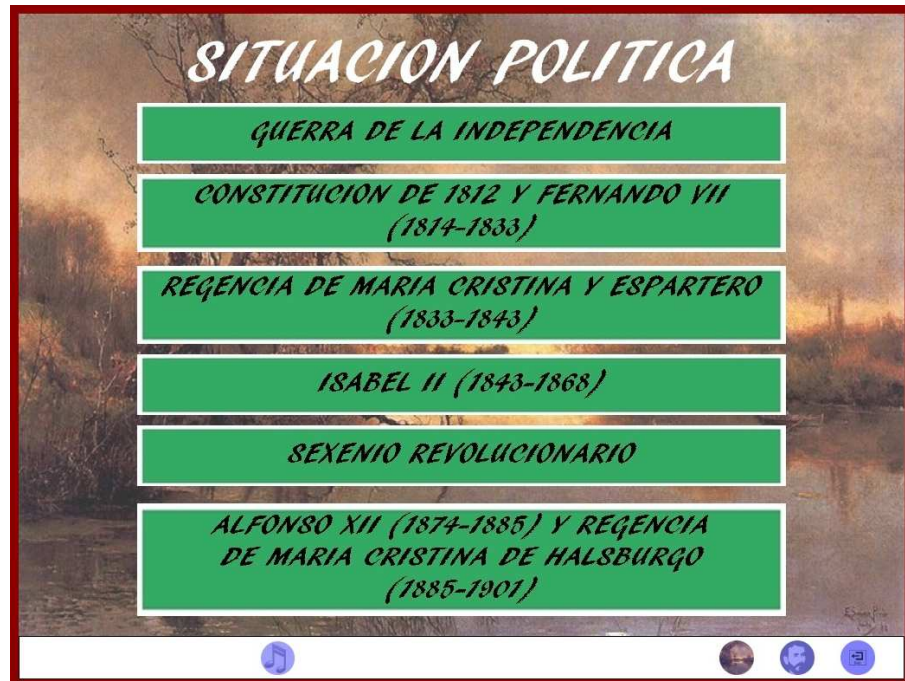 SITUACION POLITICA
GUERRA DE LA INDEPENDENCIA
CONSTITUCION DE 1812 Y FERNANDO VII
(1814-1833)
REGENCIA DE MARIA CRISTINA Y ESPARTERO
(1833-1843)
ISABEL II (1843-1868)
SEXENIO REVOLUCIONARIO
ALFONSO XII (1874-1885) Y REGENCIA
DE MARIA CRISTINA DE HALSBURGO
(1885-1901)